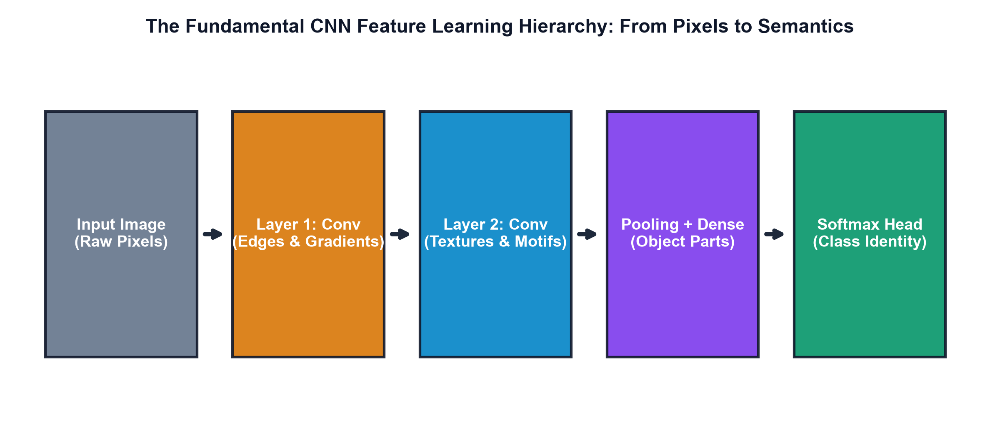 The Fundamental CNN Feature Learning Hierarchy: From Pixels to Semantics
Input Image
(Raw Pixels)
Layer 1: Conv
(Edges & Gradients)
Layer 2: Conv
(Textures & Motifs)
Pooling + Dense
(Object Parts)
Softmax Head
(Class Identity)